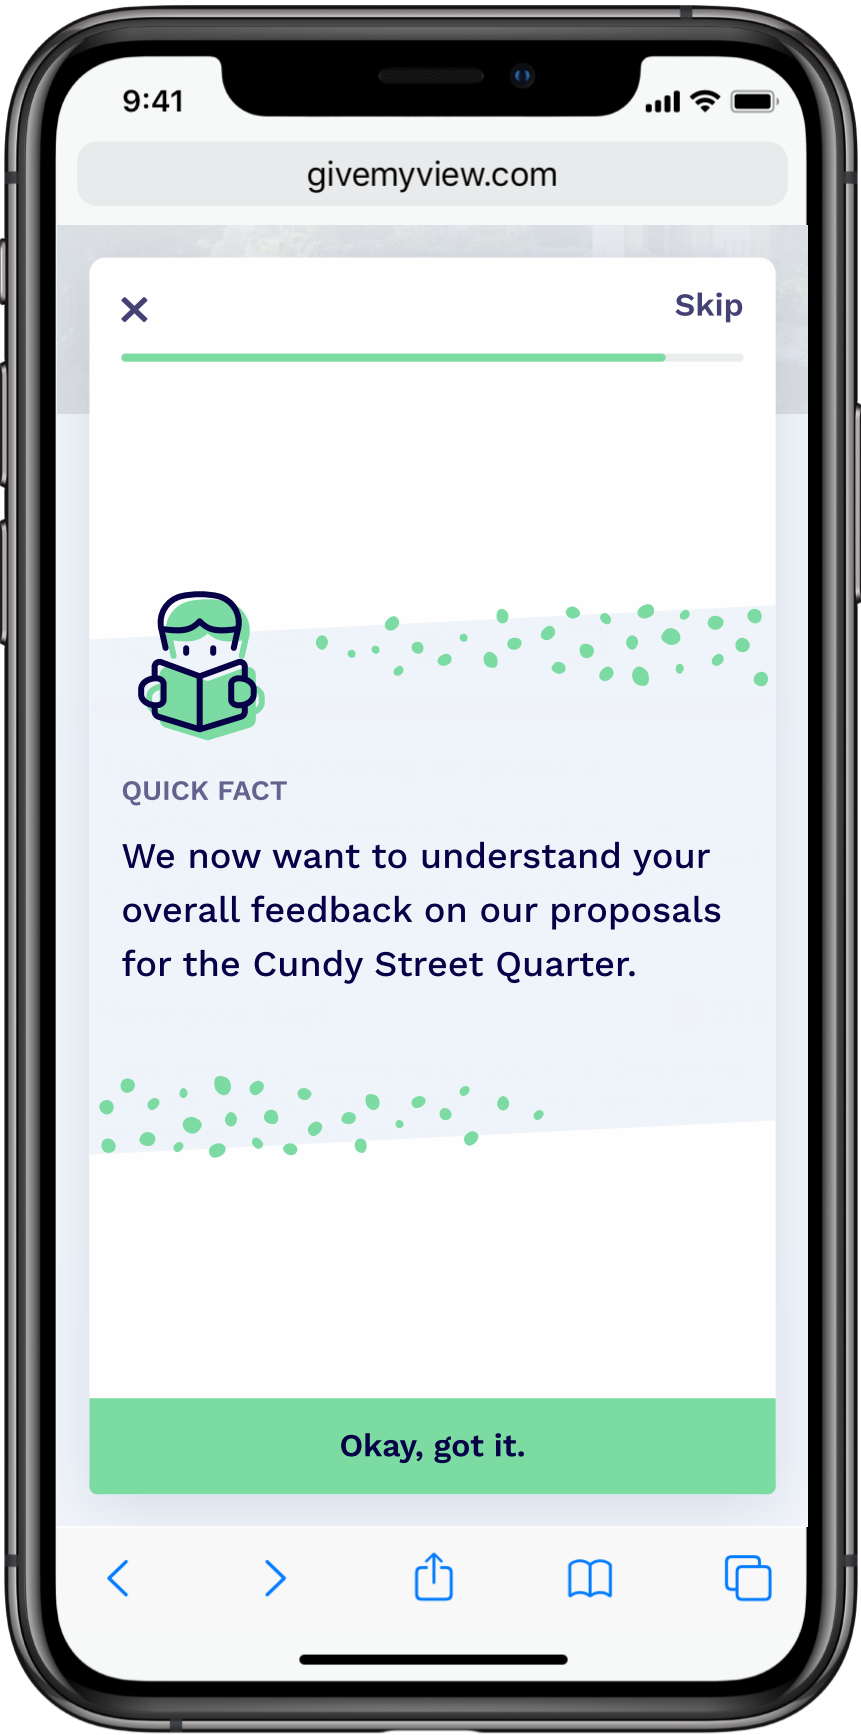 9:41
givemyview.com
Skip
QUICK FACT
We now want to understand your
overall feedback on our proposals
for the Cundy Street Quarter.
Okay, got it.